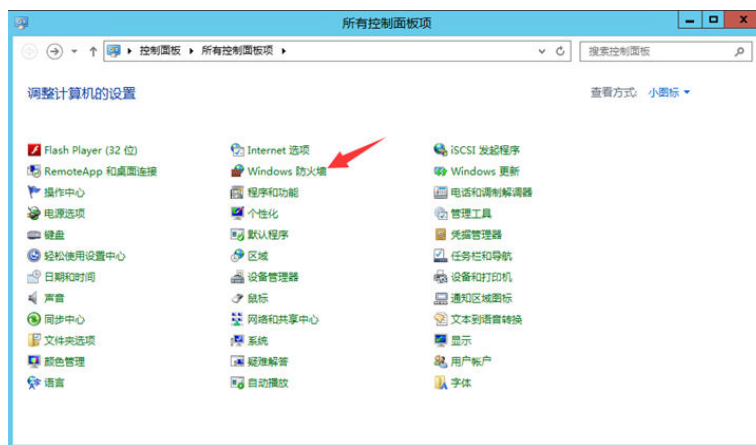 所有控制面板项
控制面板 所有控制面板项
搜索控制面板
调整计算机的设置
查看方式: 小图标
Flash Player (32 位)
Internet 选项
iSCSI 发起程序
RemoteApp 和桌面连接
Windows 防火墙
Windows 更新
操作中心
程序和功能
电话和调制解调器
电源选项
个性化
管理工具
键盘
默认程序
凭据管理器
轻松使用设置中心
区域
任务栏和导航
日期和时间
设备管理器
设备和打印机
声音
鼠标
通知区域图标
同步中心
网络和共享中心
文本到语音转换
文件夹选项
系统
显示
颜色管理
疑难解答
用户帐户
语言
自动播放
字体